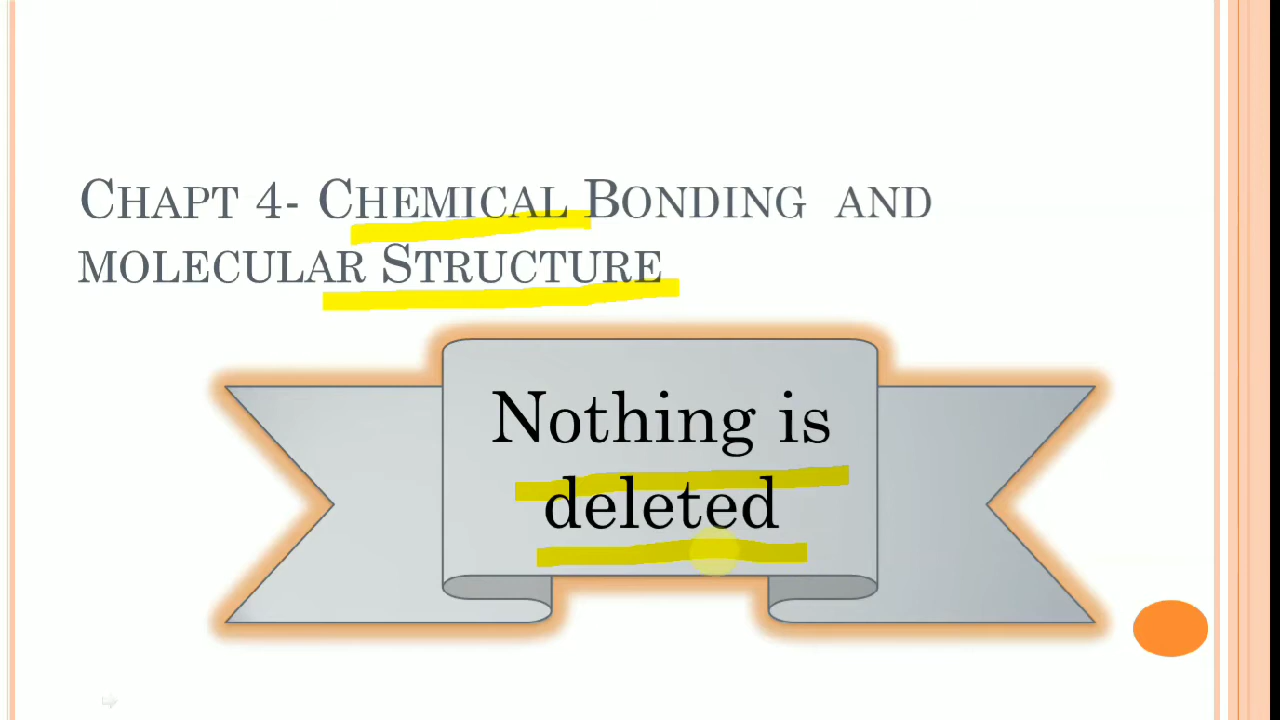 CHAPT 4- CHEMICAL BONDING AND
MOLECULAR STRUCTURE
Nothing is
deleted